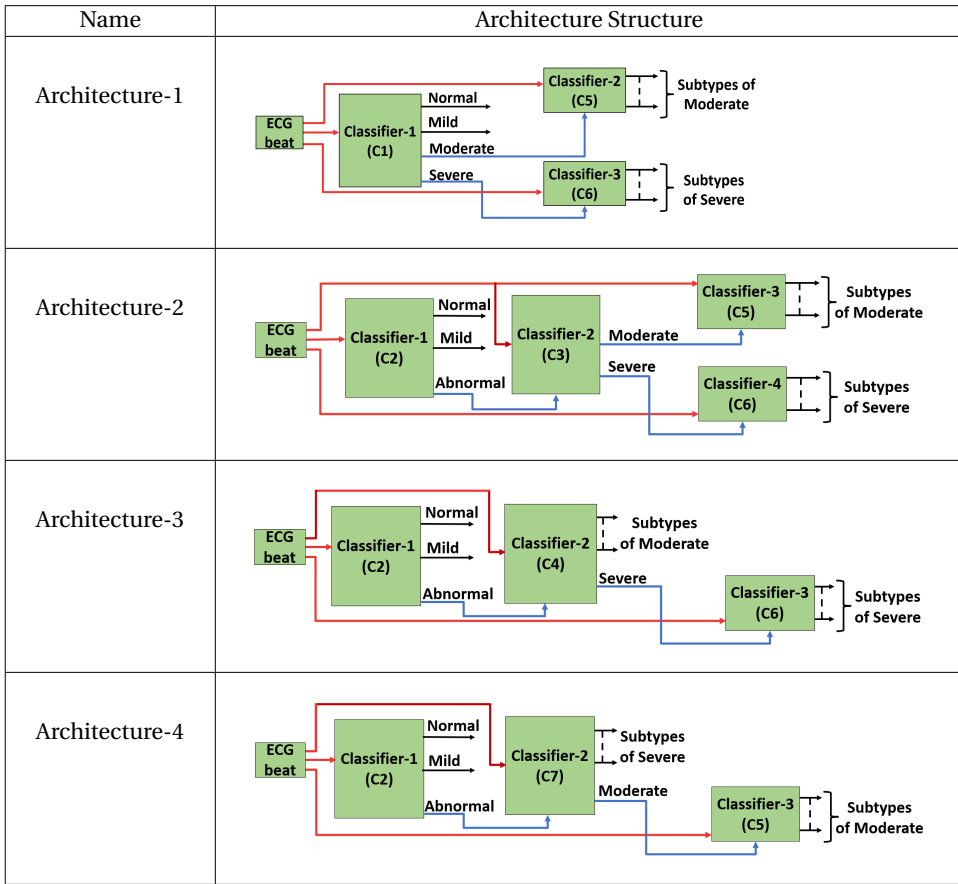 Name
Architecture Structure
Architecture-1
ECG
beat
Classifier-1
(C1)
Normal
Mild
Moderate
Severe
Classifier-2
(C5)
Subtypes of
Moderate
Classifier-3
(C6)
Subtypes
of Severe
Architecture-2
ECG
beat
Classifier-1
(C2)
Normal
Mild
Abnormal
Classifier-2
(C3)
Moderate
Severe
Classifier-3
(C5)
Subtypes
of Moderate
Classifier-4
(C6)
Subtypes
of Severe
Architecture-3
ECG
beat
Classifier-1
(C2)
Normal
Mild
Abnormal
Classifier-2
(C4)
Subtypes
of Moderate
Severe
Classifier-3
(C6)
Subtypes
of Severe
Architecture-4
ECG
beat
Classifier-1
(C2)
Normal
Mild
Abnormal
Classifier-2
(C7)
Subtypes
of Severe
Moderate
Classifier-3
(C5)
Subtypes
of Moderate